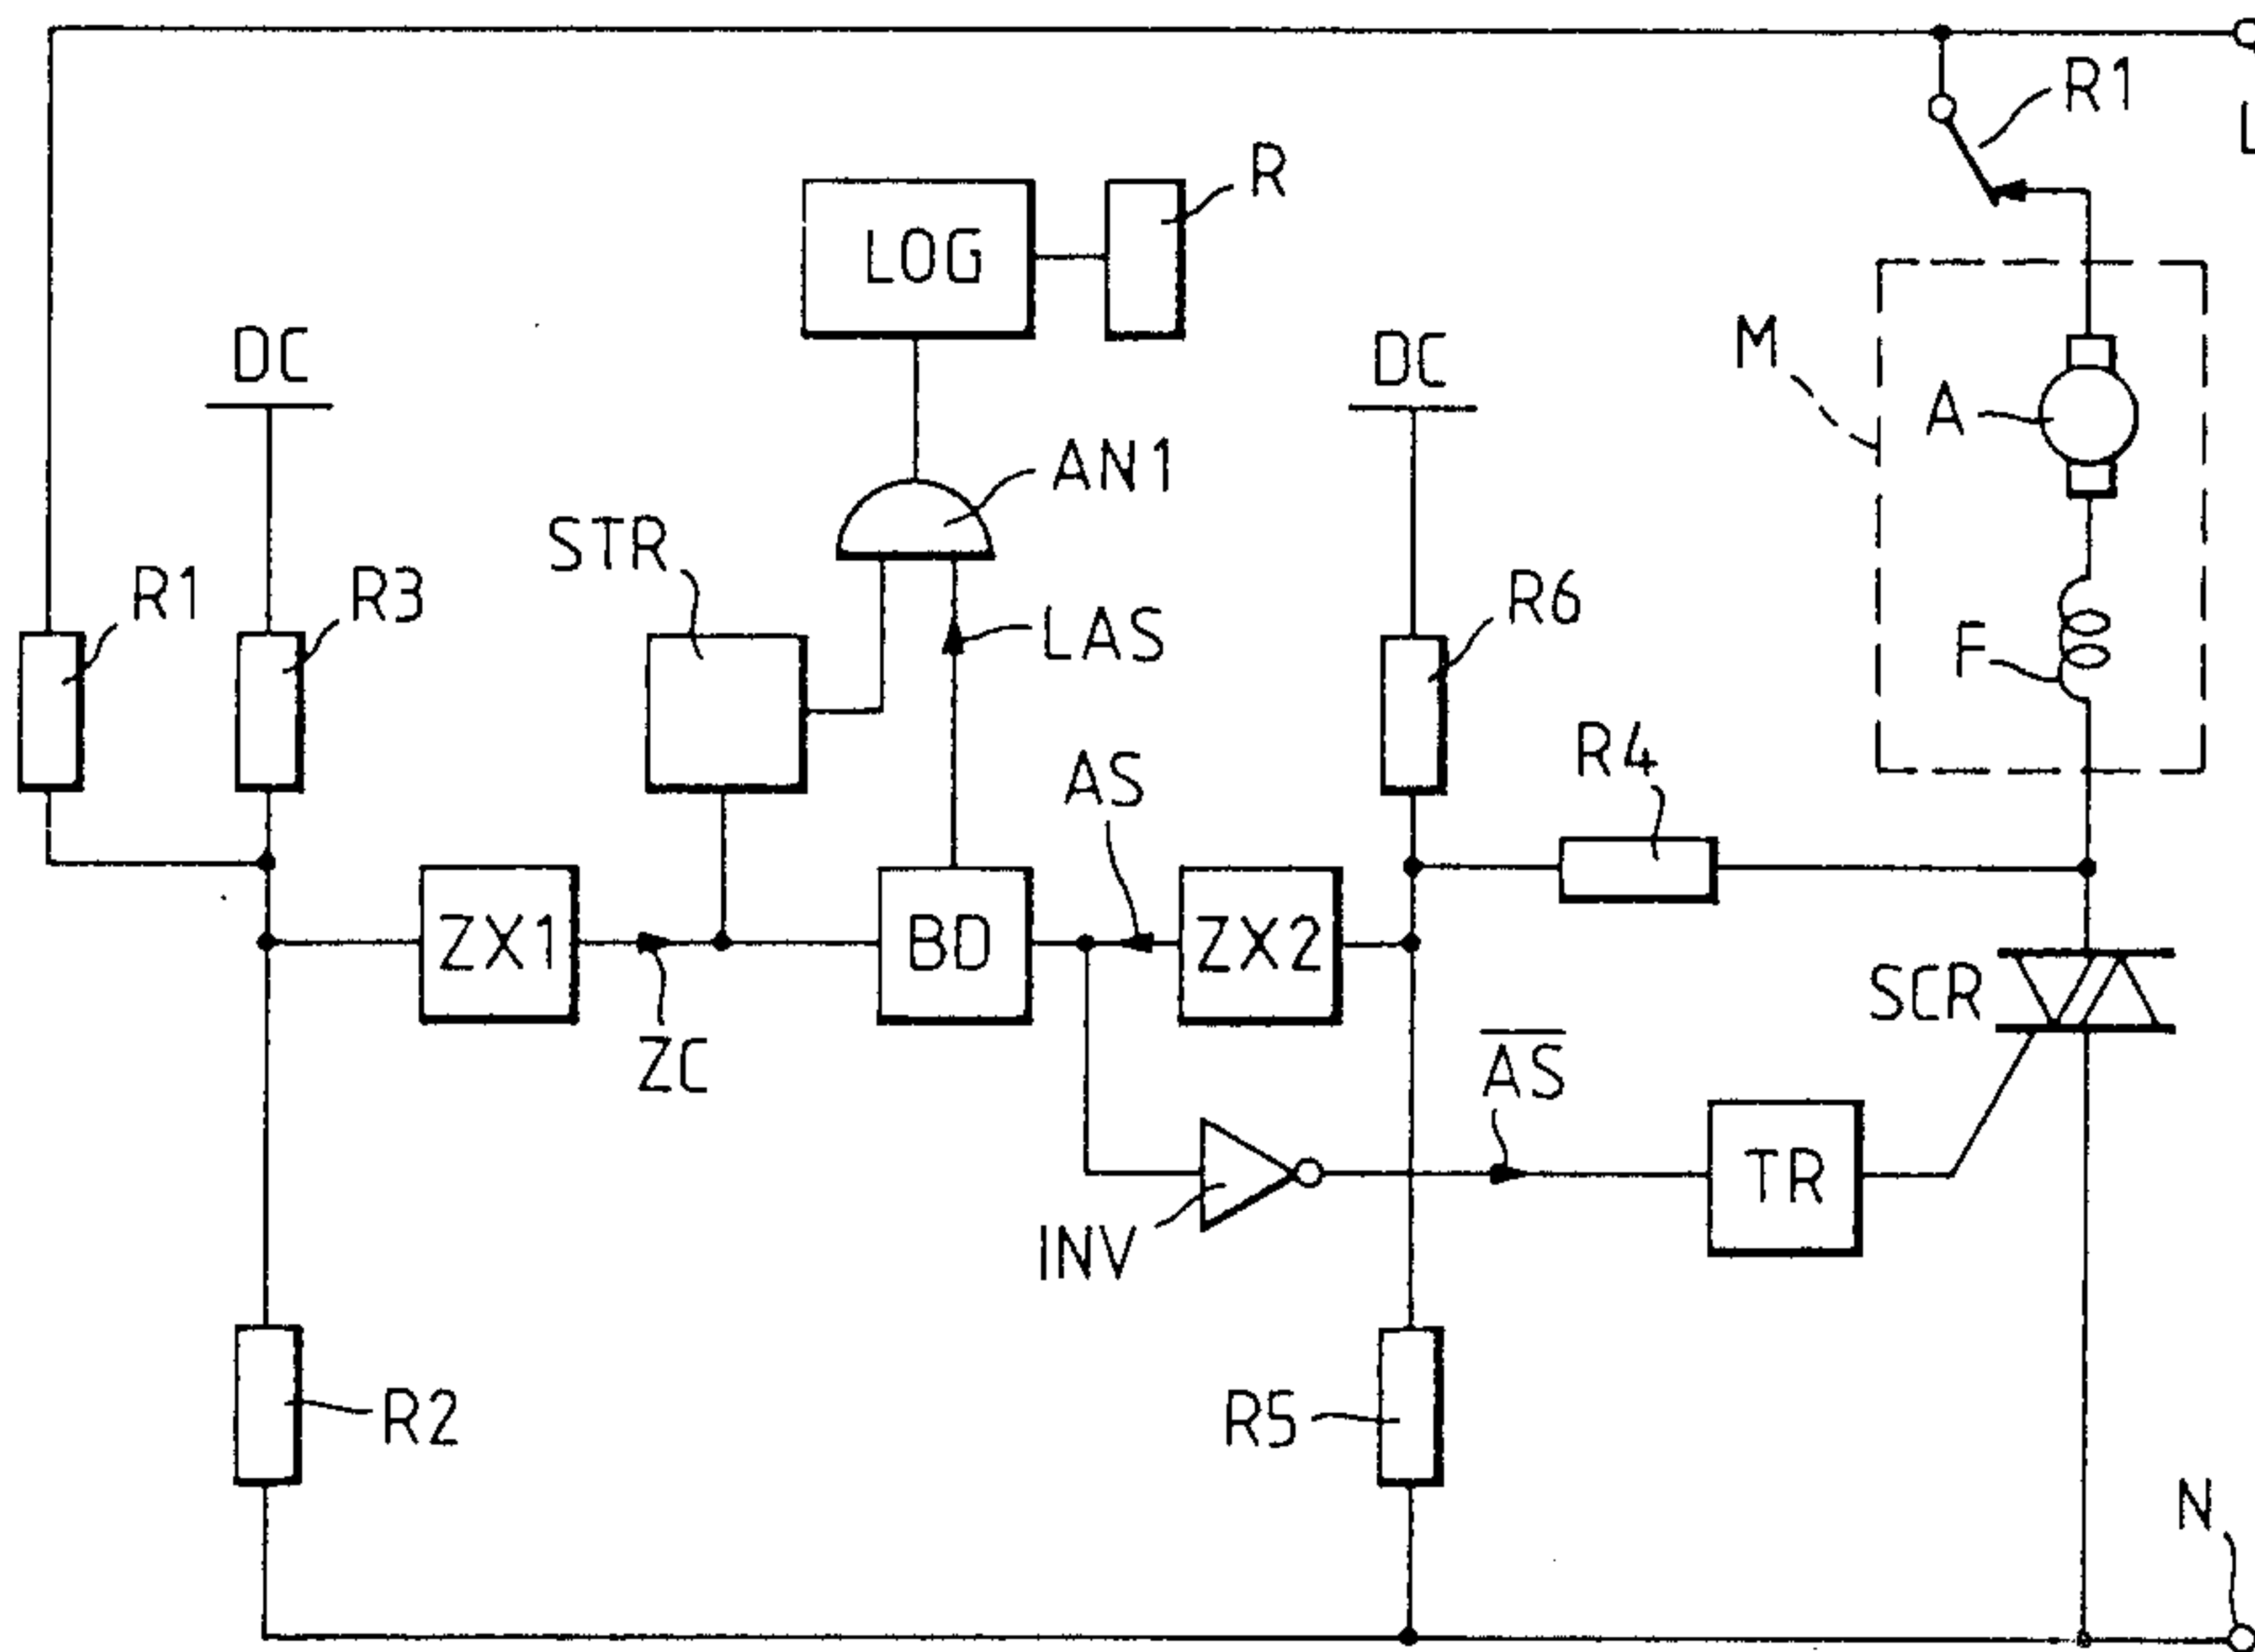 R1
L
R
LOG
DC
DC
M
A
AN1
STR
R1
R3
R6
LAS
F
R4
AS
ZX1
BD
ZX2
SCR
ZC
A̅S̅
TR
INV
R2
R5
N